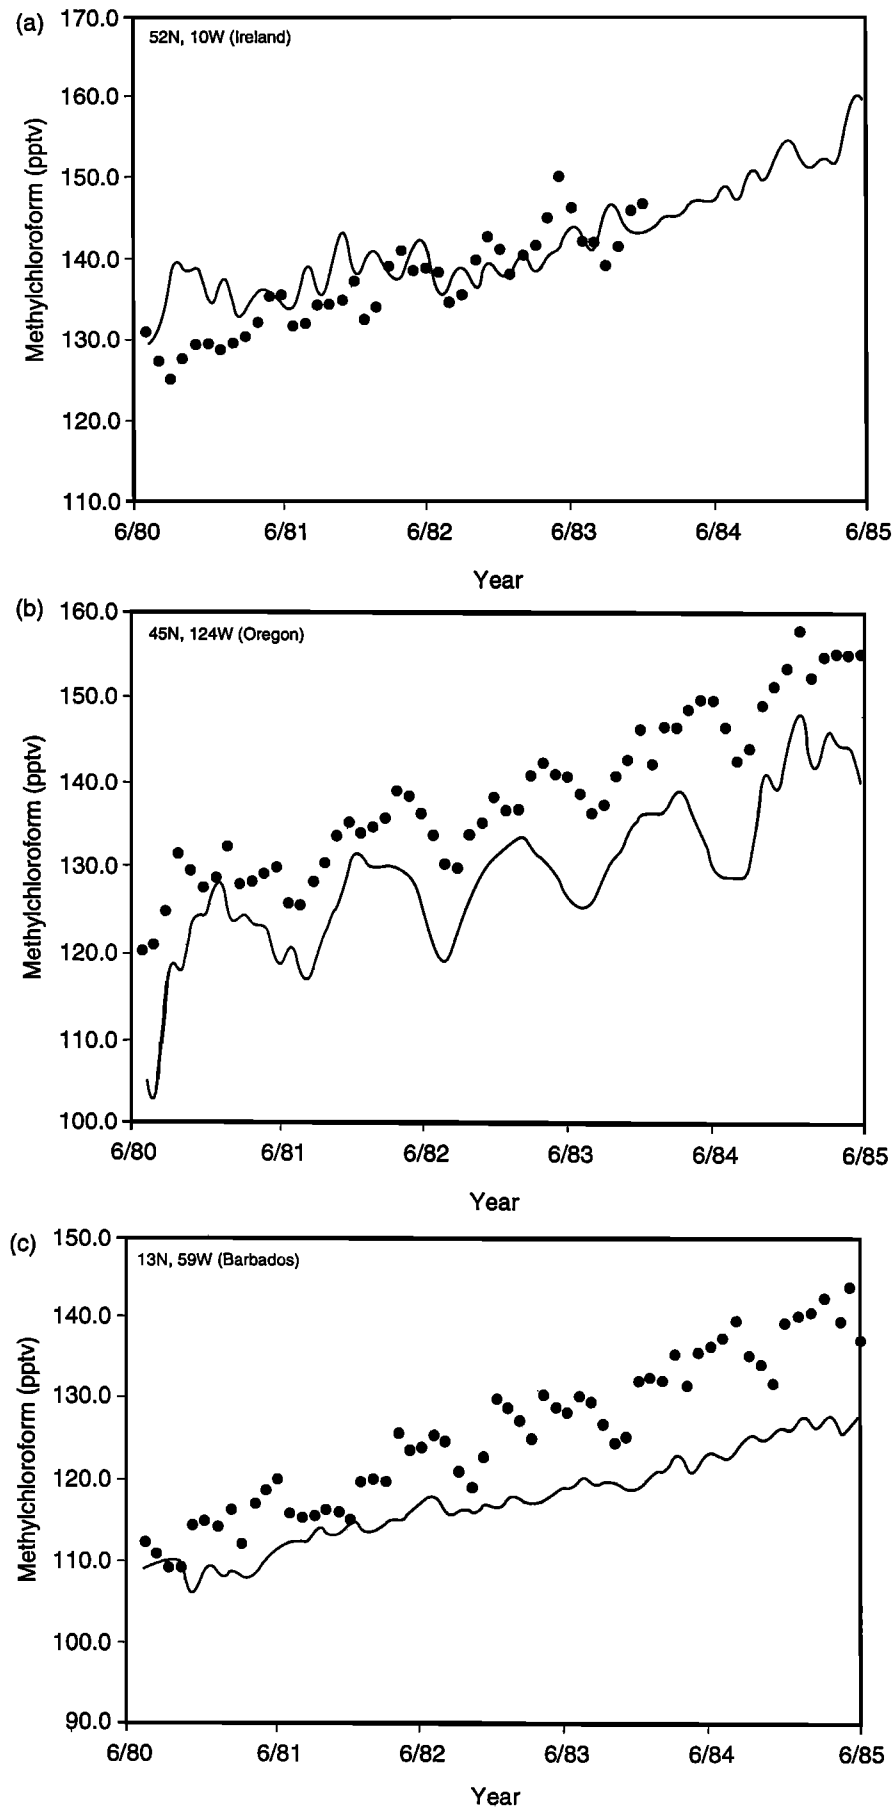 (a)
170.0
52N, 10W (Ireland)
160.0
150.0
140.0
130.0
120.0
110.0
Methylchloroform (pptv)
6/80 6/81 6/82 6/83 6/84 6/85
Year
(b)
160.0
45N, 124W (Oregon)
150.0
140.0
130.0
120.0
110.0
100.0
Methylchloroform (pptv)
6/80 6/81 6/82 6/83 6/84 6/85
Year
(c)
150.0
13N, 59W (Barbados)
140.0
130.0
120.0
110.0
100.0
90.0
Methylchloroform (pptv)
6/80 6/81 6/82 6/83 6/84 6/85
Year